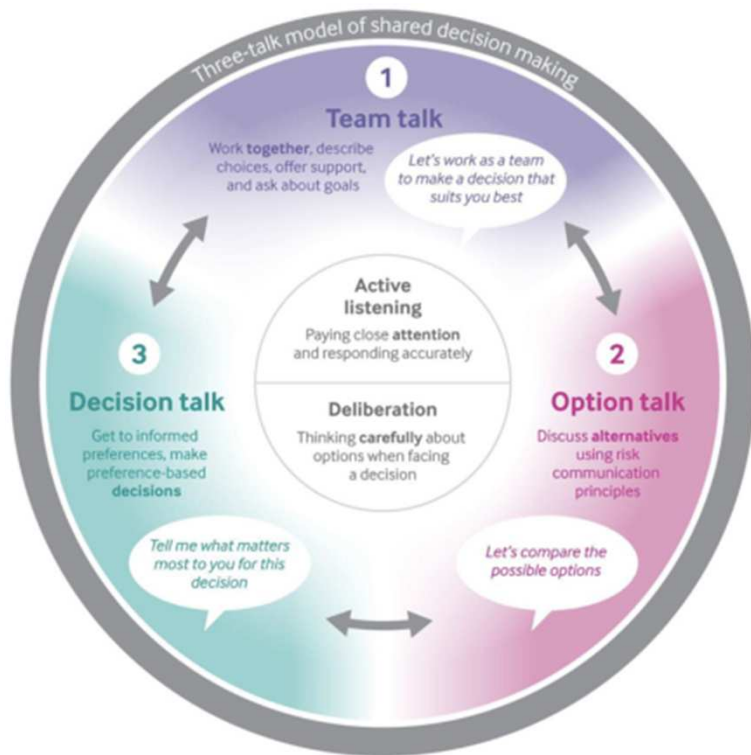 Three-talk model of shared decision making
1
Team talk
Work together, describe
choices, offer support,
and ask about goals
Let's work as a team
to make a decision that
suits you best
Active
listening
Paying close attention
and responding accurately
Deliberation
Thinking carefully about
options when facing
a decision
2
Option talk
Discuss alternatives
using risk
communication
principles
Let's compare the
possible options
3
Decision talk
Get to informed
preferences, make
preference-based
decisions
Tell me what matters
most to you for this
decision